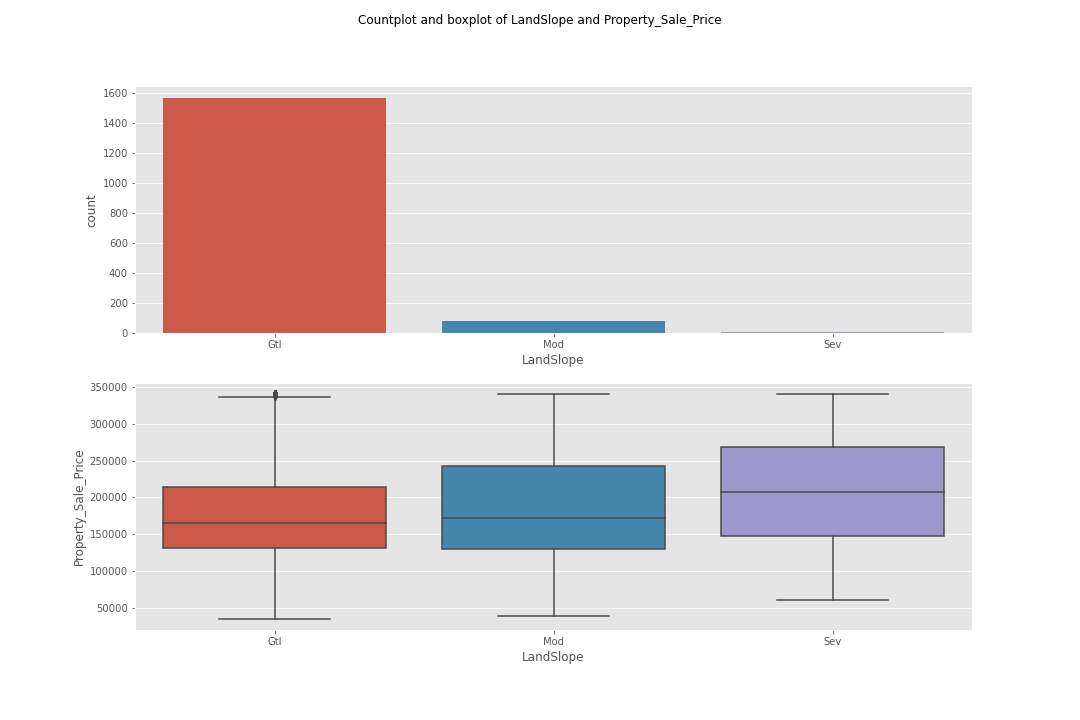 Countplot and boxplot of LandSlope and Property_Sale_Price
1600
1400
1200
1000
800
600
400
200
0
count
Gtl Mod Sev
LandSlope
350000
300000
250000
200000
150000
100000
50000
Property_Sale_Price
Gtl Mod Sev
LandSlope